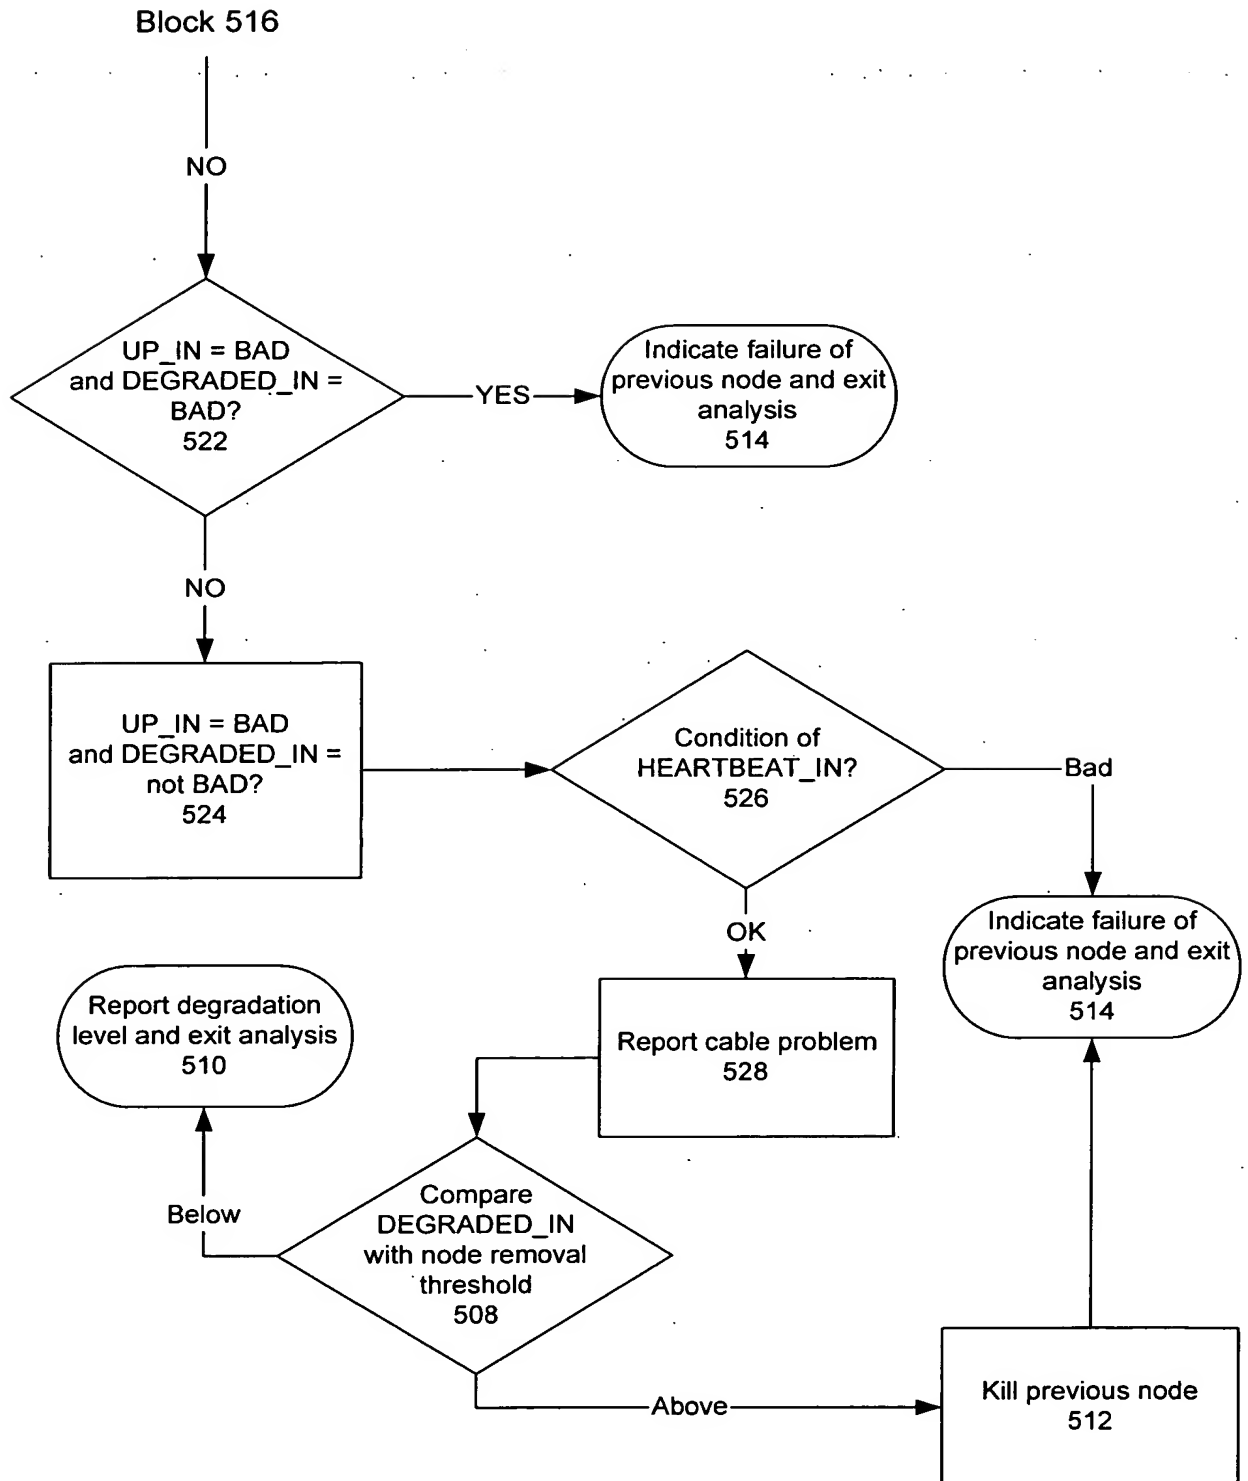 Block 516
NO
UP_IN = BAD
and DEGRADED_IN =
BAD?
522
YES
Indicate failure of
previous node and exit
analysis
514
NO
UP_IN = BAD
and DEGRADED_IN =
not BAD?
524
Condition of
HEARTBEAT_IN?
526
Bad
Indicate failure of
previous node and exit
analysis
514
OK
Report cable problem
528
Report degradation
level and exit analysis
510
Below
Compare
DEGRADED_IN
with node removal
threshold
508
Above
Kill previous node
512